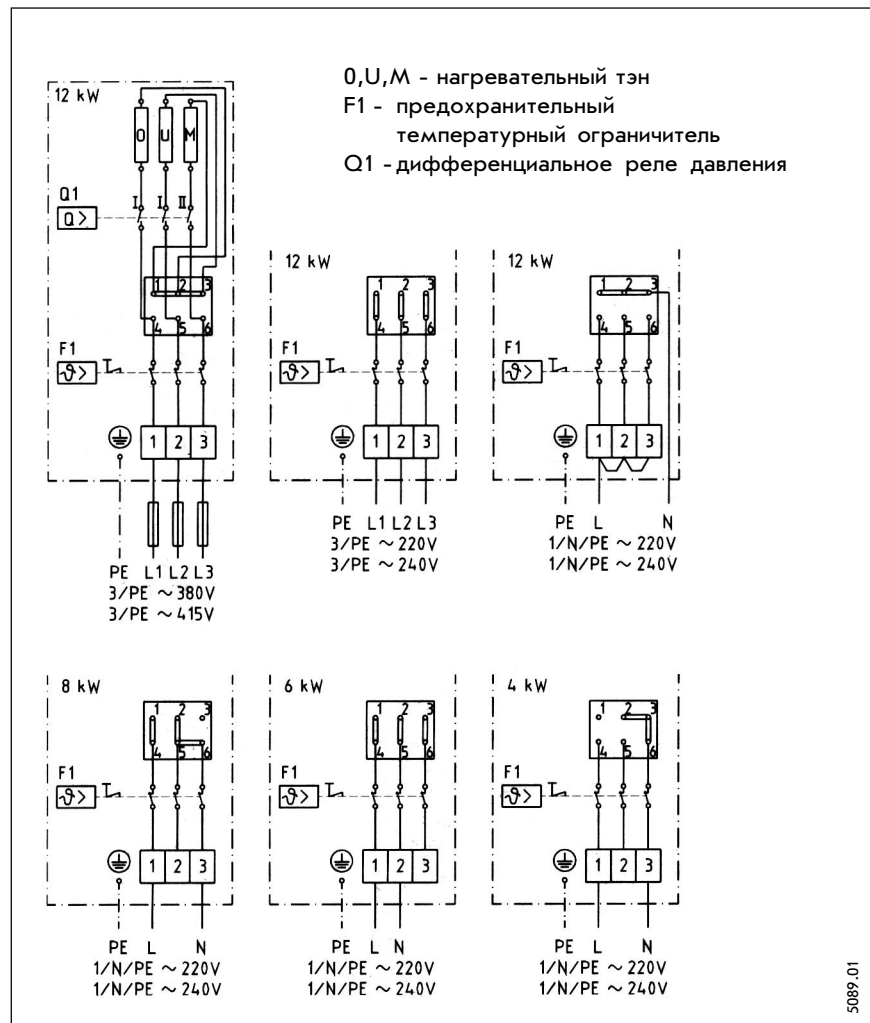 0,U,M - нагревательный тэн
F1 - предохранительный
температурный ограничитель
Q1 - дифференциальное реле давления
12 kW
O U M
Q1
I I II
Q>
1 2 3
4 5 6
F1
ϑ>
1 2 3
PE L1 L2 L3
3/PE ~ 380V
3/PE ~ 415V
12 kW
1 2 3
4 5 6
F1
ϑ>
1 2 3
PE L1 L2 L3
3/PE ~ 220V
3/PE ~ 240V
12 kW
1 2 3
4 5 6
F1
ϑ>
1 2 3
PE L N
1/N/PE ~ 220V
1/N/PE ~ 240V
8 kW
1 2 3
4 5 6
F1
ϑ>
1 2 3
PE L N
1/N/PE ~ 220V
1/N/PE ~ 240V
6 kW
1 2 3
4 5 6
F1
ϑ>
1 2 3
PE L N
1/N/PE ~ 220V
1/N/PE ~ 240V
4 kW
1 2 3
4 5 6
F1
ϑ>
1 2 3
PE L N
1/N/PE ~ 220V
1/N/PE ~ 240V
5089.01